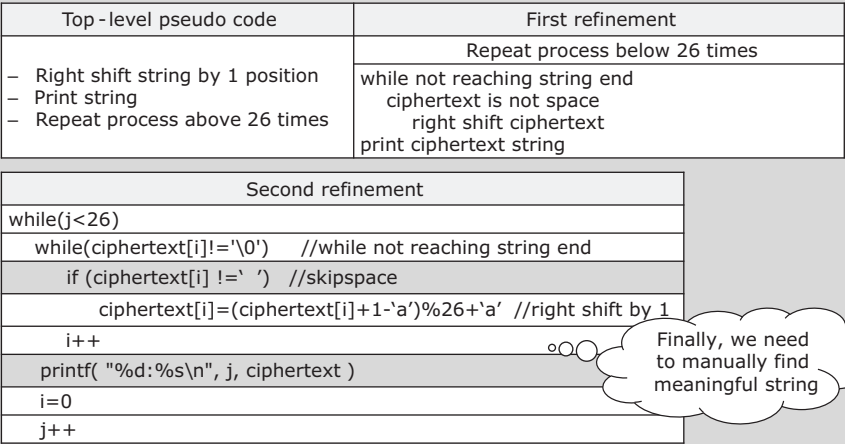 Top-level pseudo code
First refinement
– Right shift string by 1 position
– Print string
– Repeat process above 26 times
Repeat process below 26 times
while not reaching string end
ciphertext is not space
right shift ciphertext
print ciphertext string
Second refinement
while(j<26)
while(ciphertext[i]!='\0') //while not reaching string end
if (ciphertext[i] !=‘ ’) //skipspace
ciphertext[i]=(ciphertext[i]+1-‘a’)%26+‘a’ //right shift by 1
i++
printf( "%d:%s\n", j, ciphertext )
i=0
j++
Finally, we need
to manually find
meaningful string